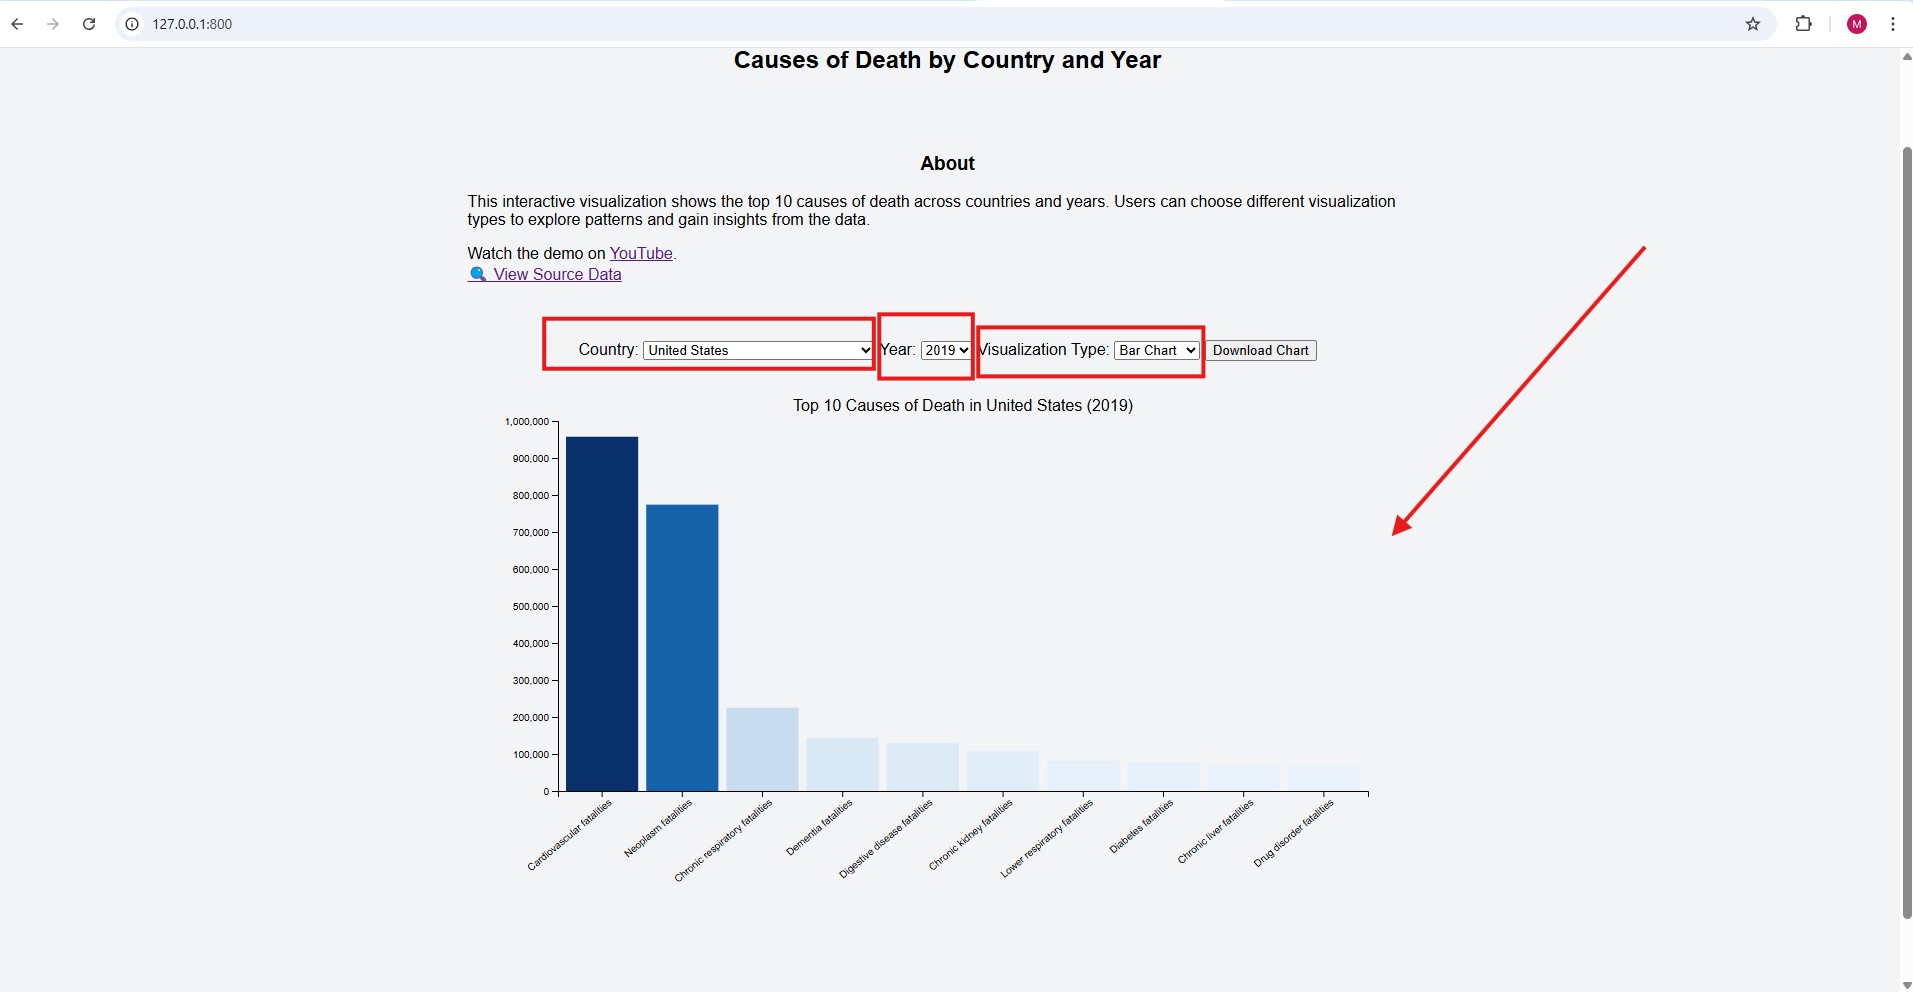 127.0.0.1:800
M
Causes of Death by Country and Year
About
This interactive visualization shows the top 10 causes of death across countries and years. Users can choose different visualization
types to explore patterns and gain insights from the data.
Watch the demo on YouTube.
View Source Data
Country: United States Year: 2019 Visualization Type: Bar Chart Download Chart
Top 10 Causes of Death in United States (2019)
1,000,000
900,000
800,000
700,000
600,000
500,000
400,000
300,000
200,000
100,000
0
Cardiovascular fatalities
Neoplasm fatalities
Chronic respiratory fatalities
Dementia fatalities
Digestive disease fatalities
Chronic kidney fatalities
Lower respiratory fatalities
Diabetes fatalities
Chronic liver fatalities
Drug disorder fatalities